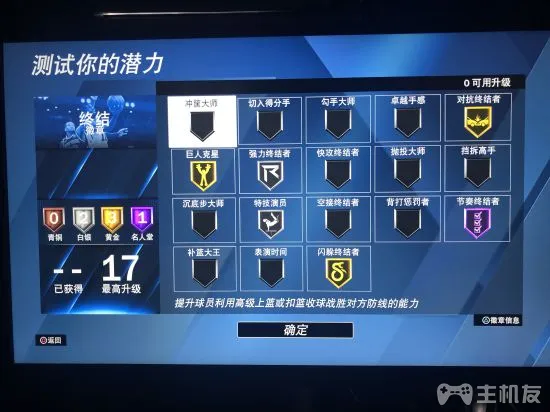 测试你的潜力
终结
徽章
0 2 3 1
青铜 白银 黄金 名人堂
-- 17
已获得 最高升级
返回
0 可用升级
冲筐大师 切入得分手 勾手大师 卓越手感 对抗终结者
巨人克星 强力终结者 快攻终结者 抛投大师 挡拆高手
沉底步大师 特技演员 空接终结者 背打惩罚者 节奏终结者
补篮大王 表演时间 闪躲终结者
提升球员利用高级上篮或扣篮收球战胜对方防线的能力
确定
徽章信息
主机友